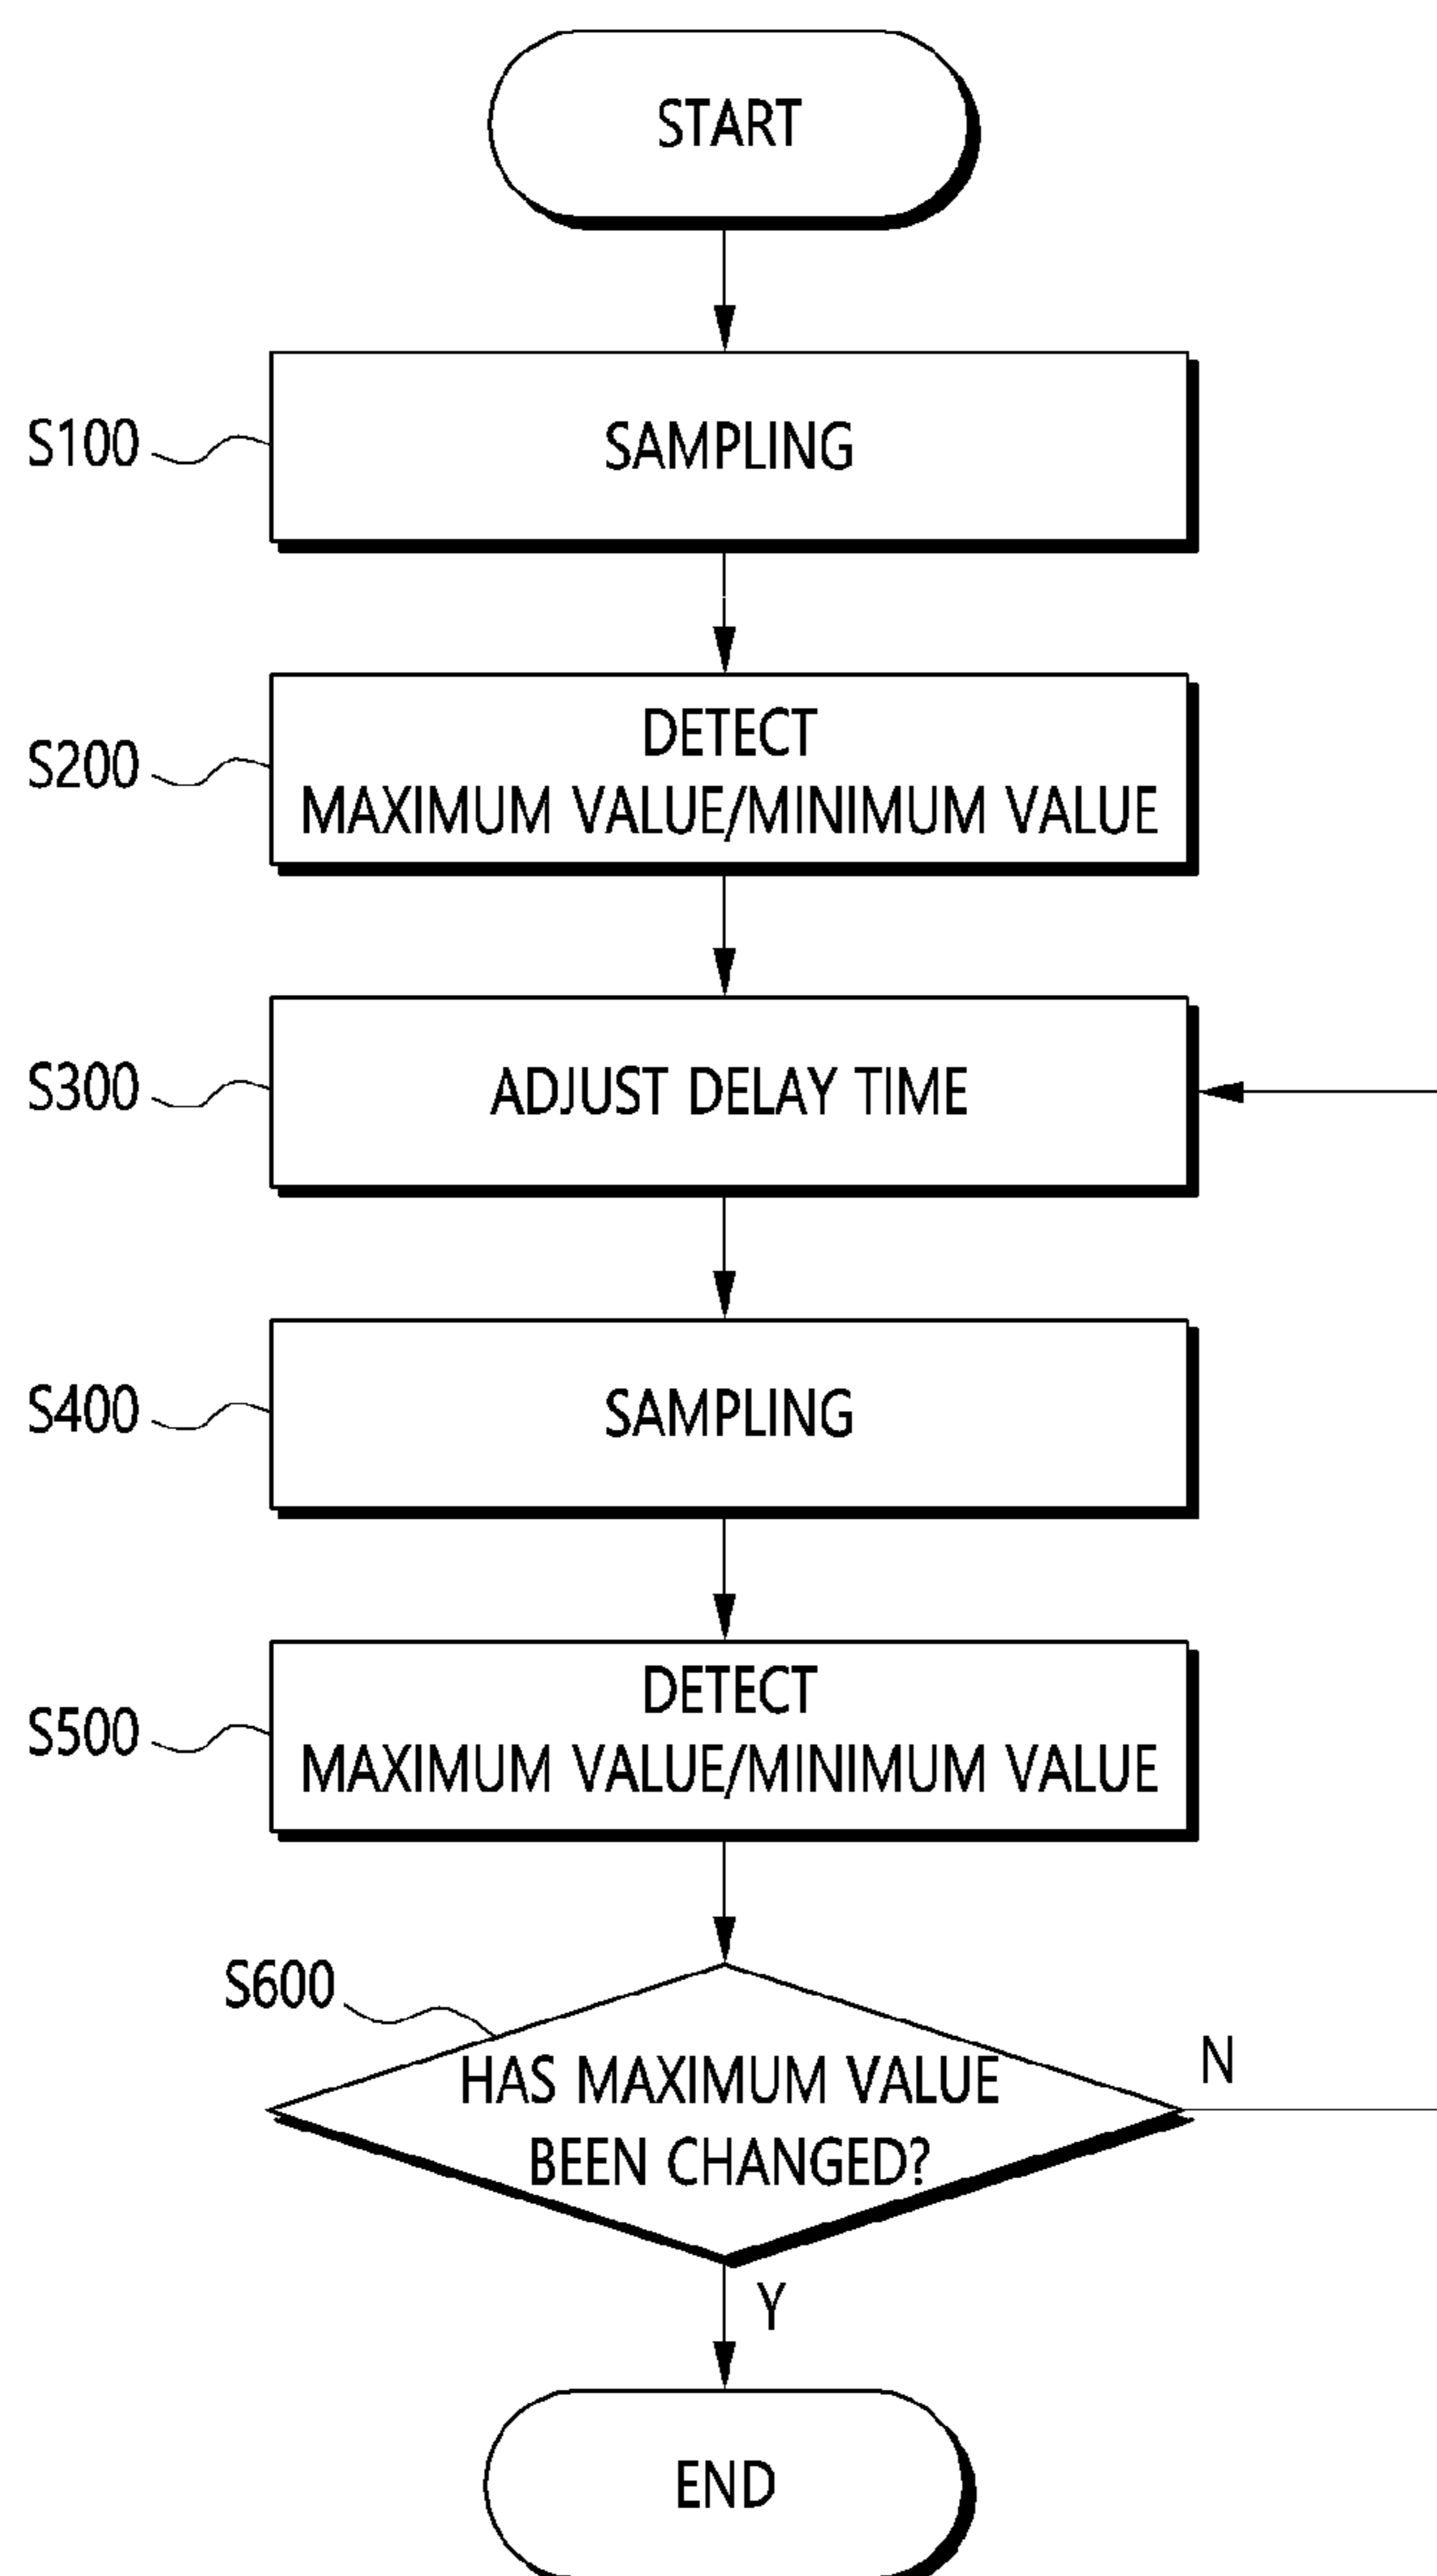 START
S100
SAMPLING
S200
DETECT
MAXIMUM VALUE/MINIMUM VALUE
S300
ADJUST DELAY TIME
S400
SAMPLING
S500
DETECT
MAXIMUM VALUE/MINIMUM VALUE
S600
HAS MAXIMUM VALUE
BEEN CHANGED?
N
Y
END